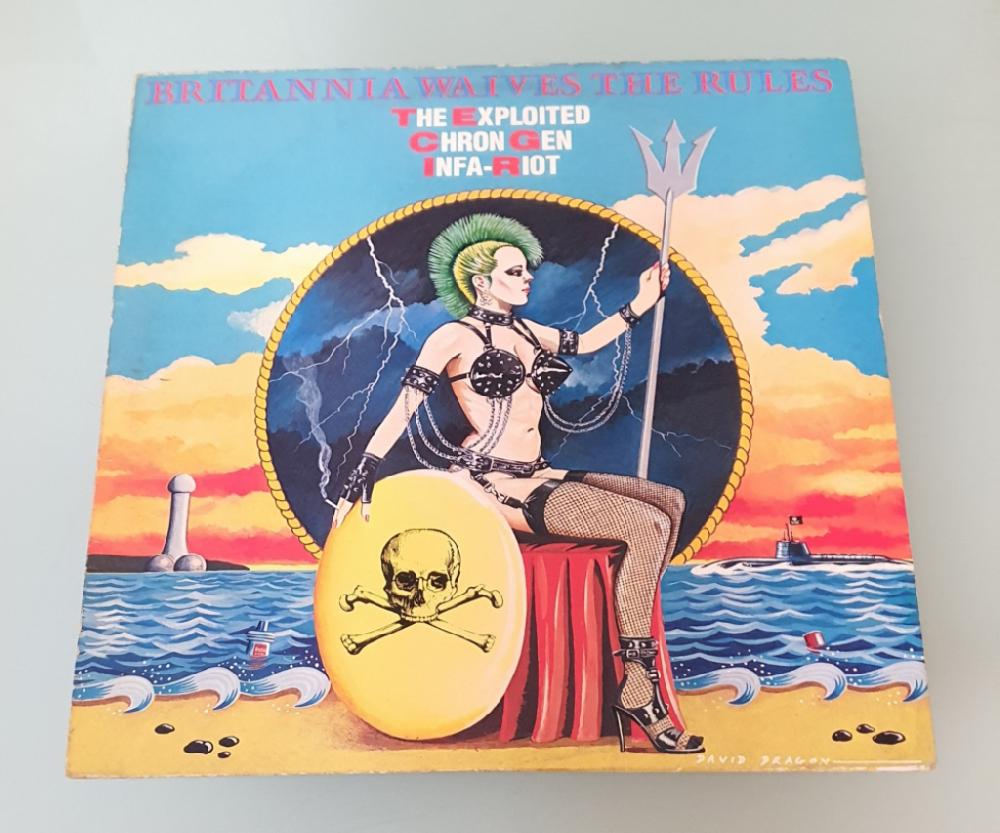 BRITANNIA WAIVES THE RULES
THE EXPLOITED
CHRON GEN
INFA-RIOT
DAVID DRAGON